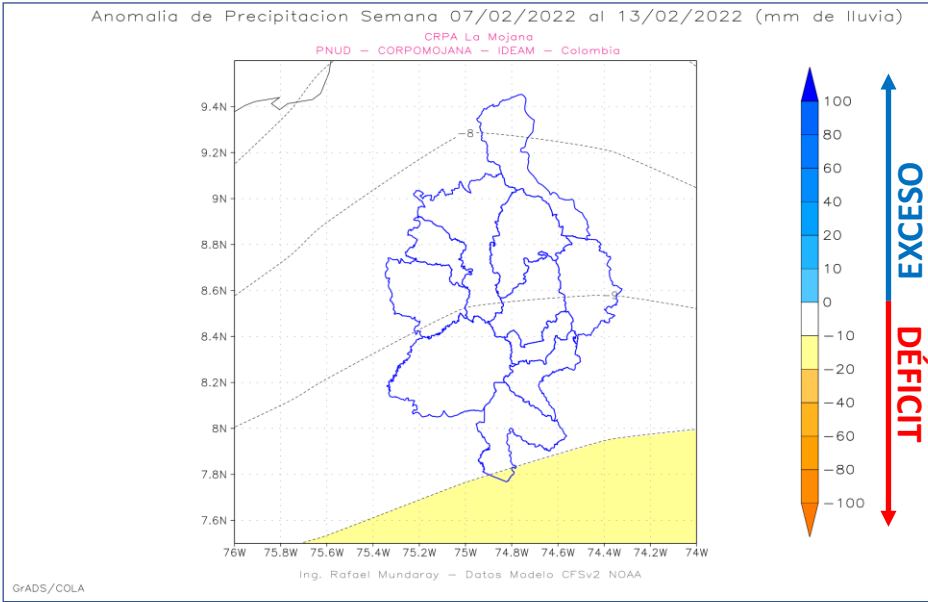 Anomalia de Precipitacion Semana 07/02/2022 al 13/02/2022 (mm de lluvia)
CRPA La Mojana
PNUD – CORPOMOJANA – IDEAM – Colombia
9.4N
9.2N
9N
8.8N
8.6N
8.4N
8.2N
8N
7.8N
7.6N
-8
-9
76W 75.8W 75.6W 75.4W 75.2W 75W 74.8W 74.6W 74.4W 74.2W 74W
100
80
60
40
20
10
0
-10
-20
-40
-60
-80
-100
EXCESO
DÉFICIT
Ing. Rafael Mundaray – Datos Modelo CFSv2 NOAA
GrADS/COLA